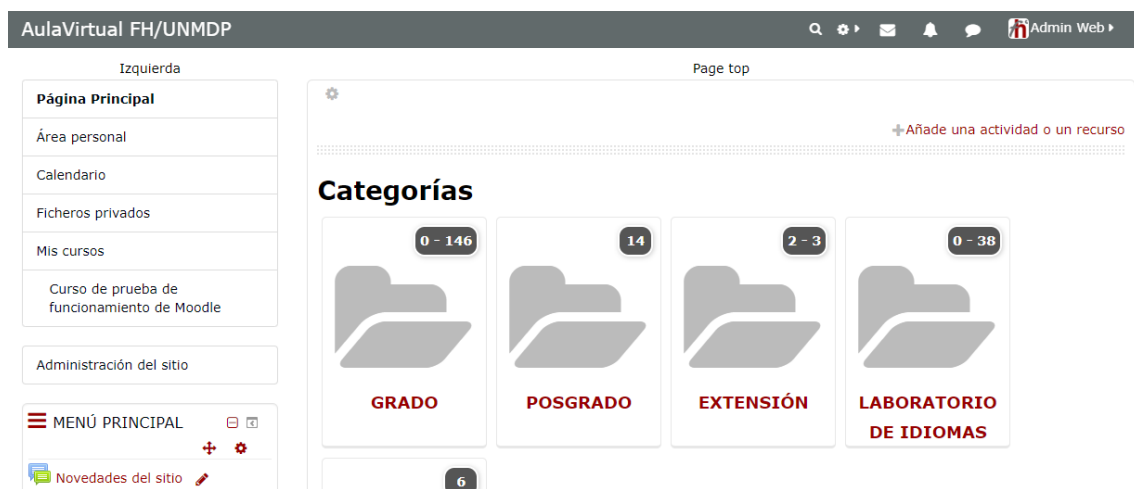 AulaVirtual FH/UNMDP
Admin Web
Izquierda
Página Principal
Área personal
Calendario
Ficheros privados
Mis cursos
Curso de prueba de
funcionamiento de Moodle
Administración del sitio
MENÚ PRINCIPAL
Novedades del sitio
Page top
Añade una actividad o un recurso
Categorías
0 - 146
GRADO
14
POSGRADO
2 - 3
EXTENSIÓN
0 - 38
LABORATORIO
DE IDIOMAS
6